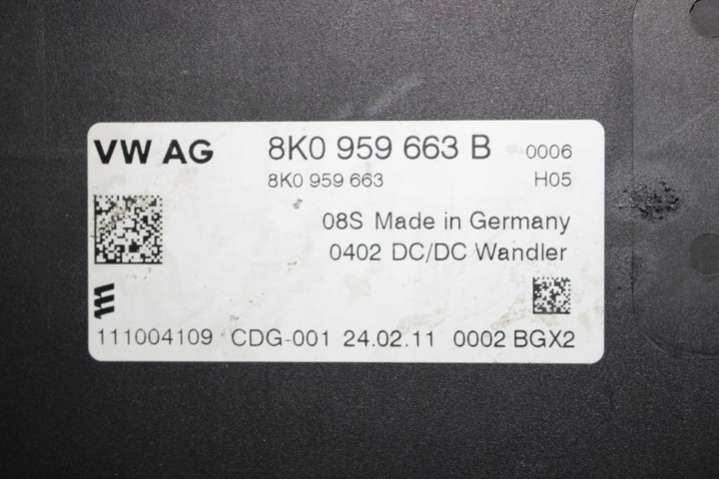 VW AG 8K0 959 663 B 0006
8K0 959 663 H05
08S Made in Germany
0402 DC/DC Wandler
111004109 CDG-001 24.02.11 0002 BGX2